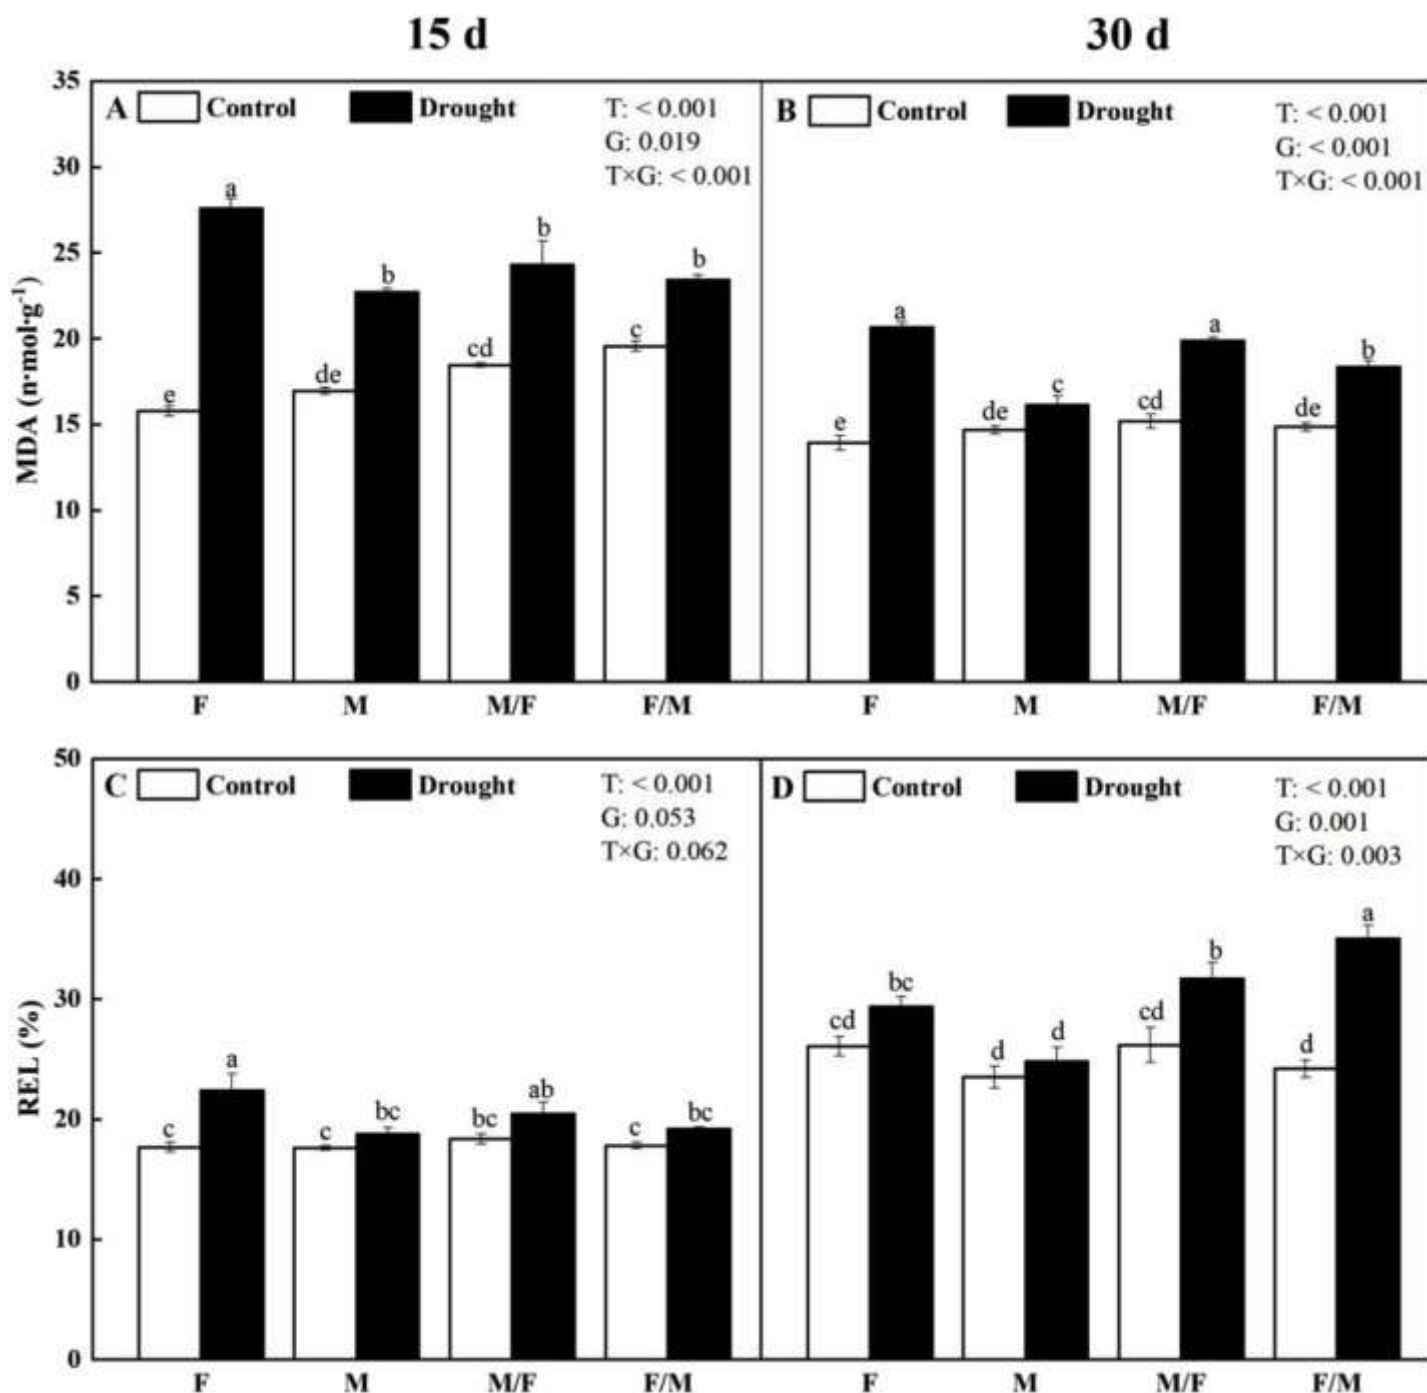 15 d
30 d
35
30
25
20
15
10
5
0
MDA (n·mol·g⁻¹)
A Control Drought
T: < 0.001
G: 0.019
T×G: < 0.001
e a de b cd b c b
F M M/F F/M
B Control Drought
T: < 0.001
G: < 0.001
T×G: < 0.001
e a de c cd a de b
F M M/F F/M
50
40
30
20
10
0
REL (%)
C Control Drought
T: < 0.001
G: 0.053
T×G: 0.062
c a c bc bc ab c bc
F M M/F F/M
D Control Drought
T: < 0.001
G: 0.001
T×G: 0.003
cd bc d d cd b d a
F M M/F F/M